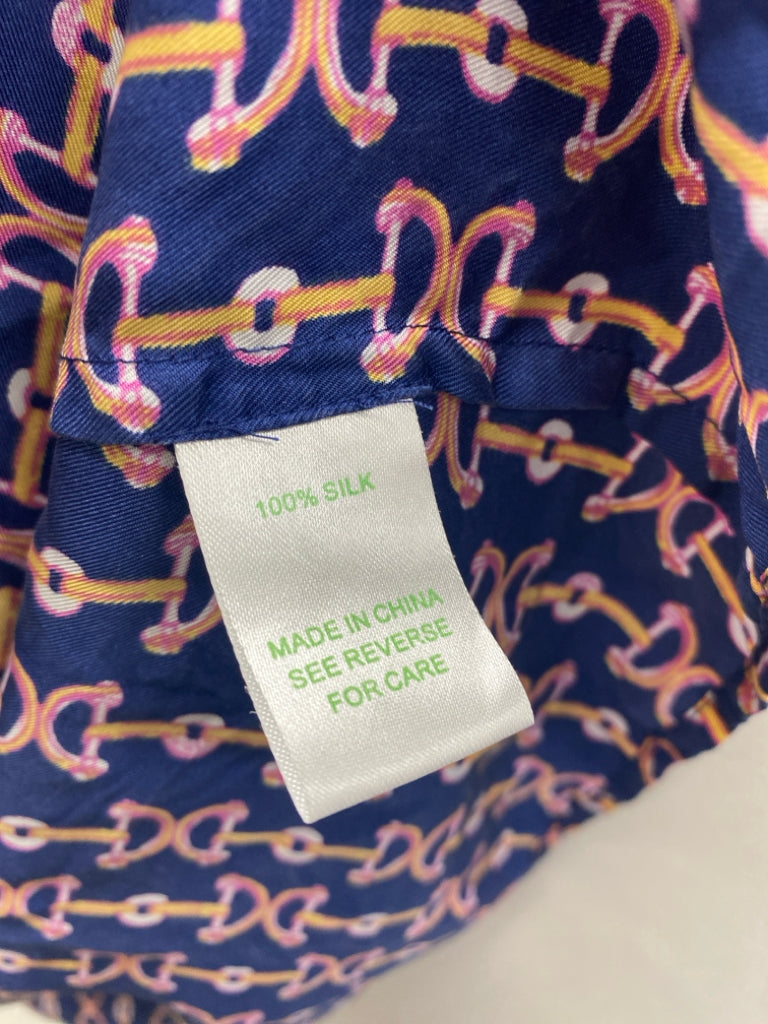 100% SILK
MADE IN CHINA
SEE REVERSE
FOR CARE